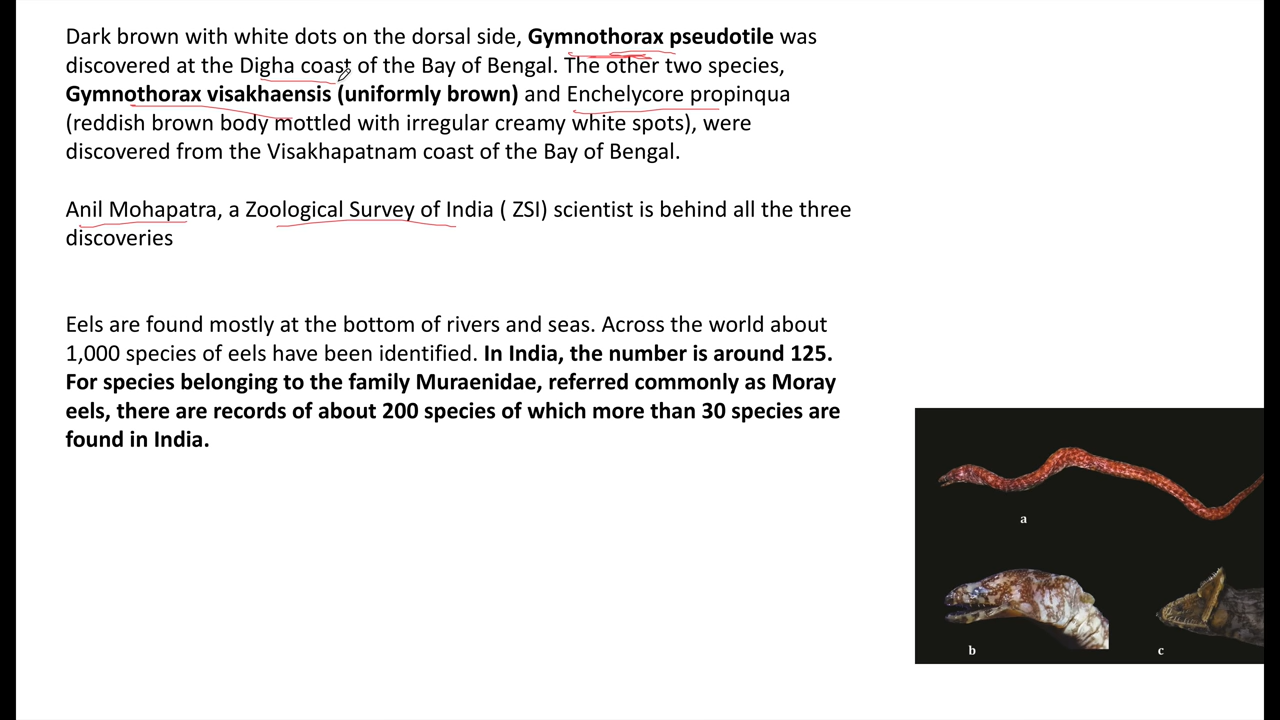 Dark brown with white dots on the dorsal side, Gymnothorax pseudotile was
discovered at the Digha coast of the Bay of Bengal. The other two species,
Gymnothorax visakhaensis (uniformly brown) and Enchelycore propinqua
(reddish brown body mottled with irregular creamy white spots), were
discovered from the Visakhapatnam coast of the Bay of Bengal.
Anil Mohapatra, a Zoological Survey of India ( ZSI) scientist is behind all the three
discoveries
Eels are found mostly at the bottom of rivers and seas. Across the world about
1,000 species of eels have been identified. In India, the number is around 125.
For species belonging to the family Muraenidae, referred commonly as Moray
eels, there are records of about 200 species of which more than 30 species are
found in India.
a
b
c